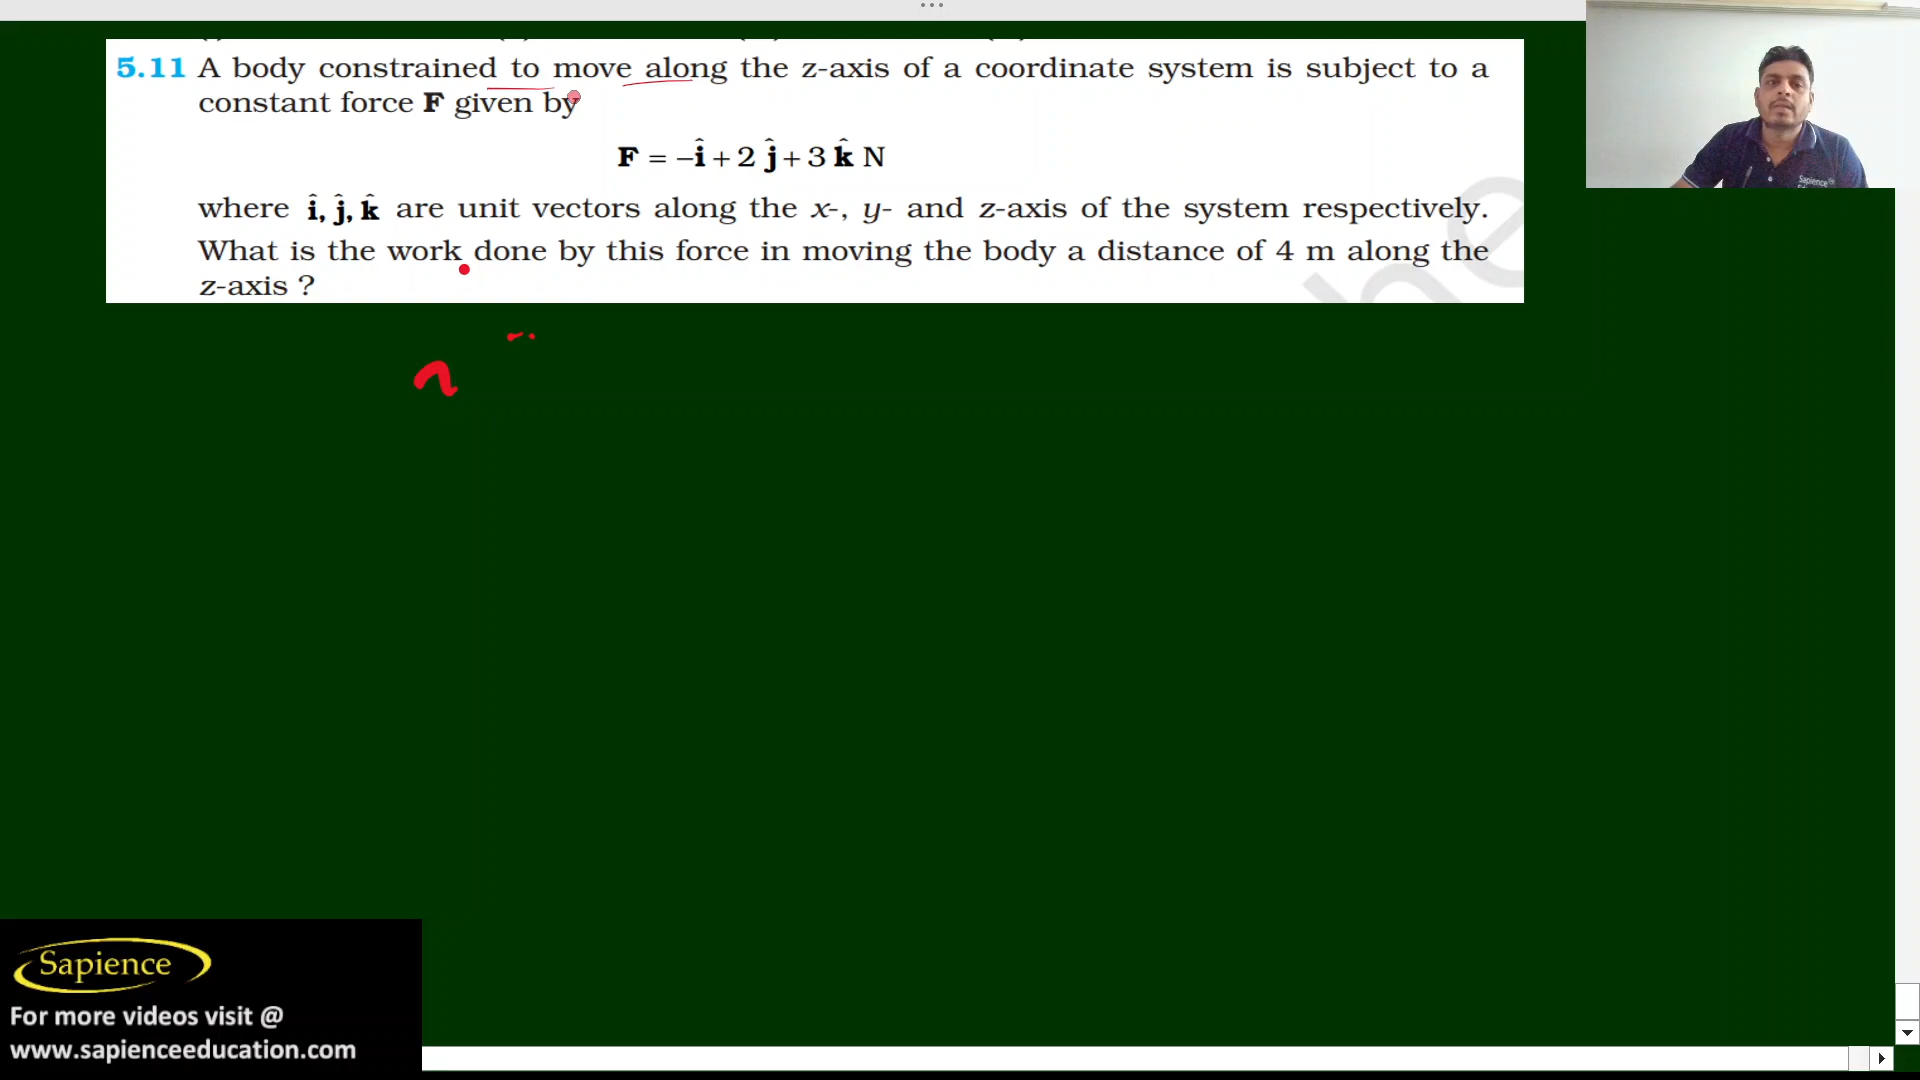 5.11 A body constrained to move along the z-axis of a coordinate system is subject to a
constant force F given by
F = –î + 2 ĵ + 3 k̂ N
where î, ĵ, k̂ are unit vectors along the x-, y- and z-axis of the system respectively.
What is the work done by this force in moving the body a distance of 4 m along the
z-axis ?
Sapience
Sapience
For more videos visit @
www.sapienceeducation.com